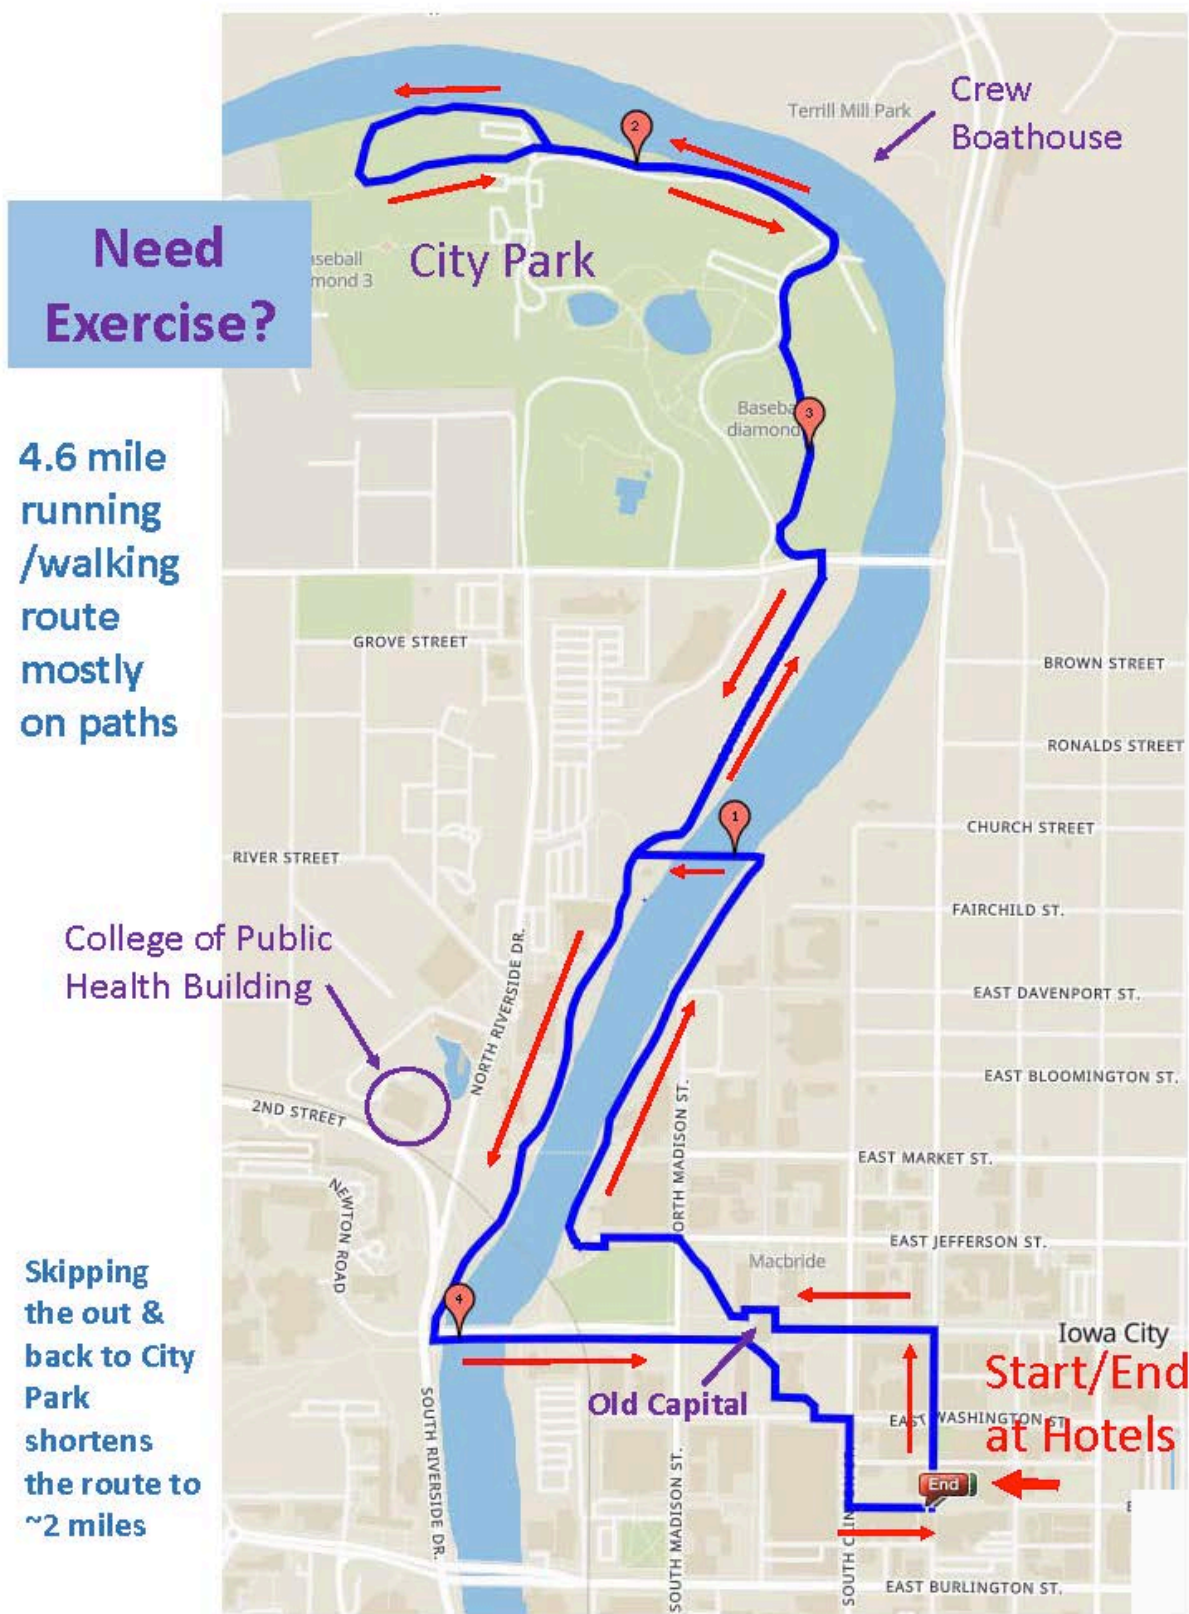 Crew
Boathouse
Terrill Mill Park
2
Need
Exercise?
City Park
mond 3
3
diamond
4.6 mile
running
/walking
route
mostly
on paths
GROVE STREET
BROWN STREET
RONALDS STREET
1
CHURCH STREET
RIVER STREET
FAIRCHILD ST.
College of Public
Health Building
NORTH RIVERSIDE DR.
EAST DAVENPORT ST.
EAST BLOOMINGTON ST.
2ND STREET
NORTH MADISON ST.
EAST MARKET ST.
NEWTON ROAD
EAST JEFFERSON ST.
Macbride
Skipping
the out &
back to City
Park
shortens
the route to
~2 miles
4
Iowa City
Start/End
at Hotels
Old Capital
EAST WASHINGTON ST.
SOUTH RIVERSIDE DR.
SOUTH MADISON ST.
End
EAST BURLINGTON ST.